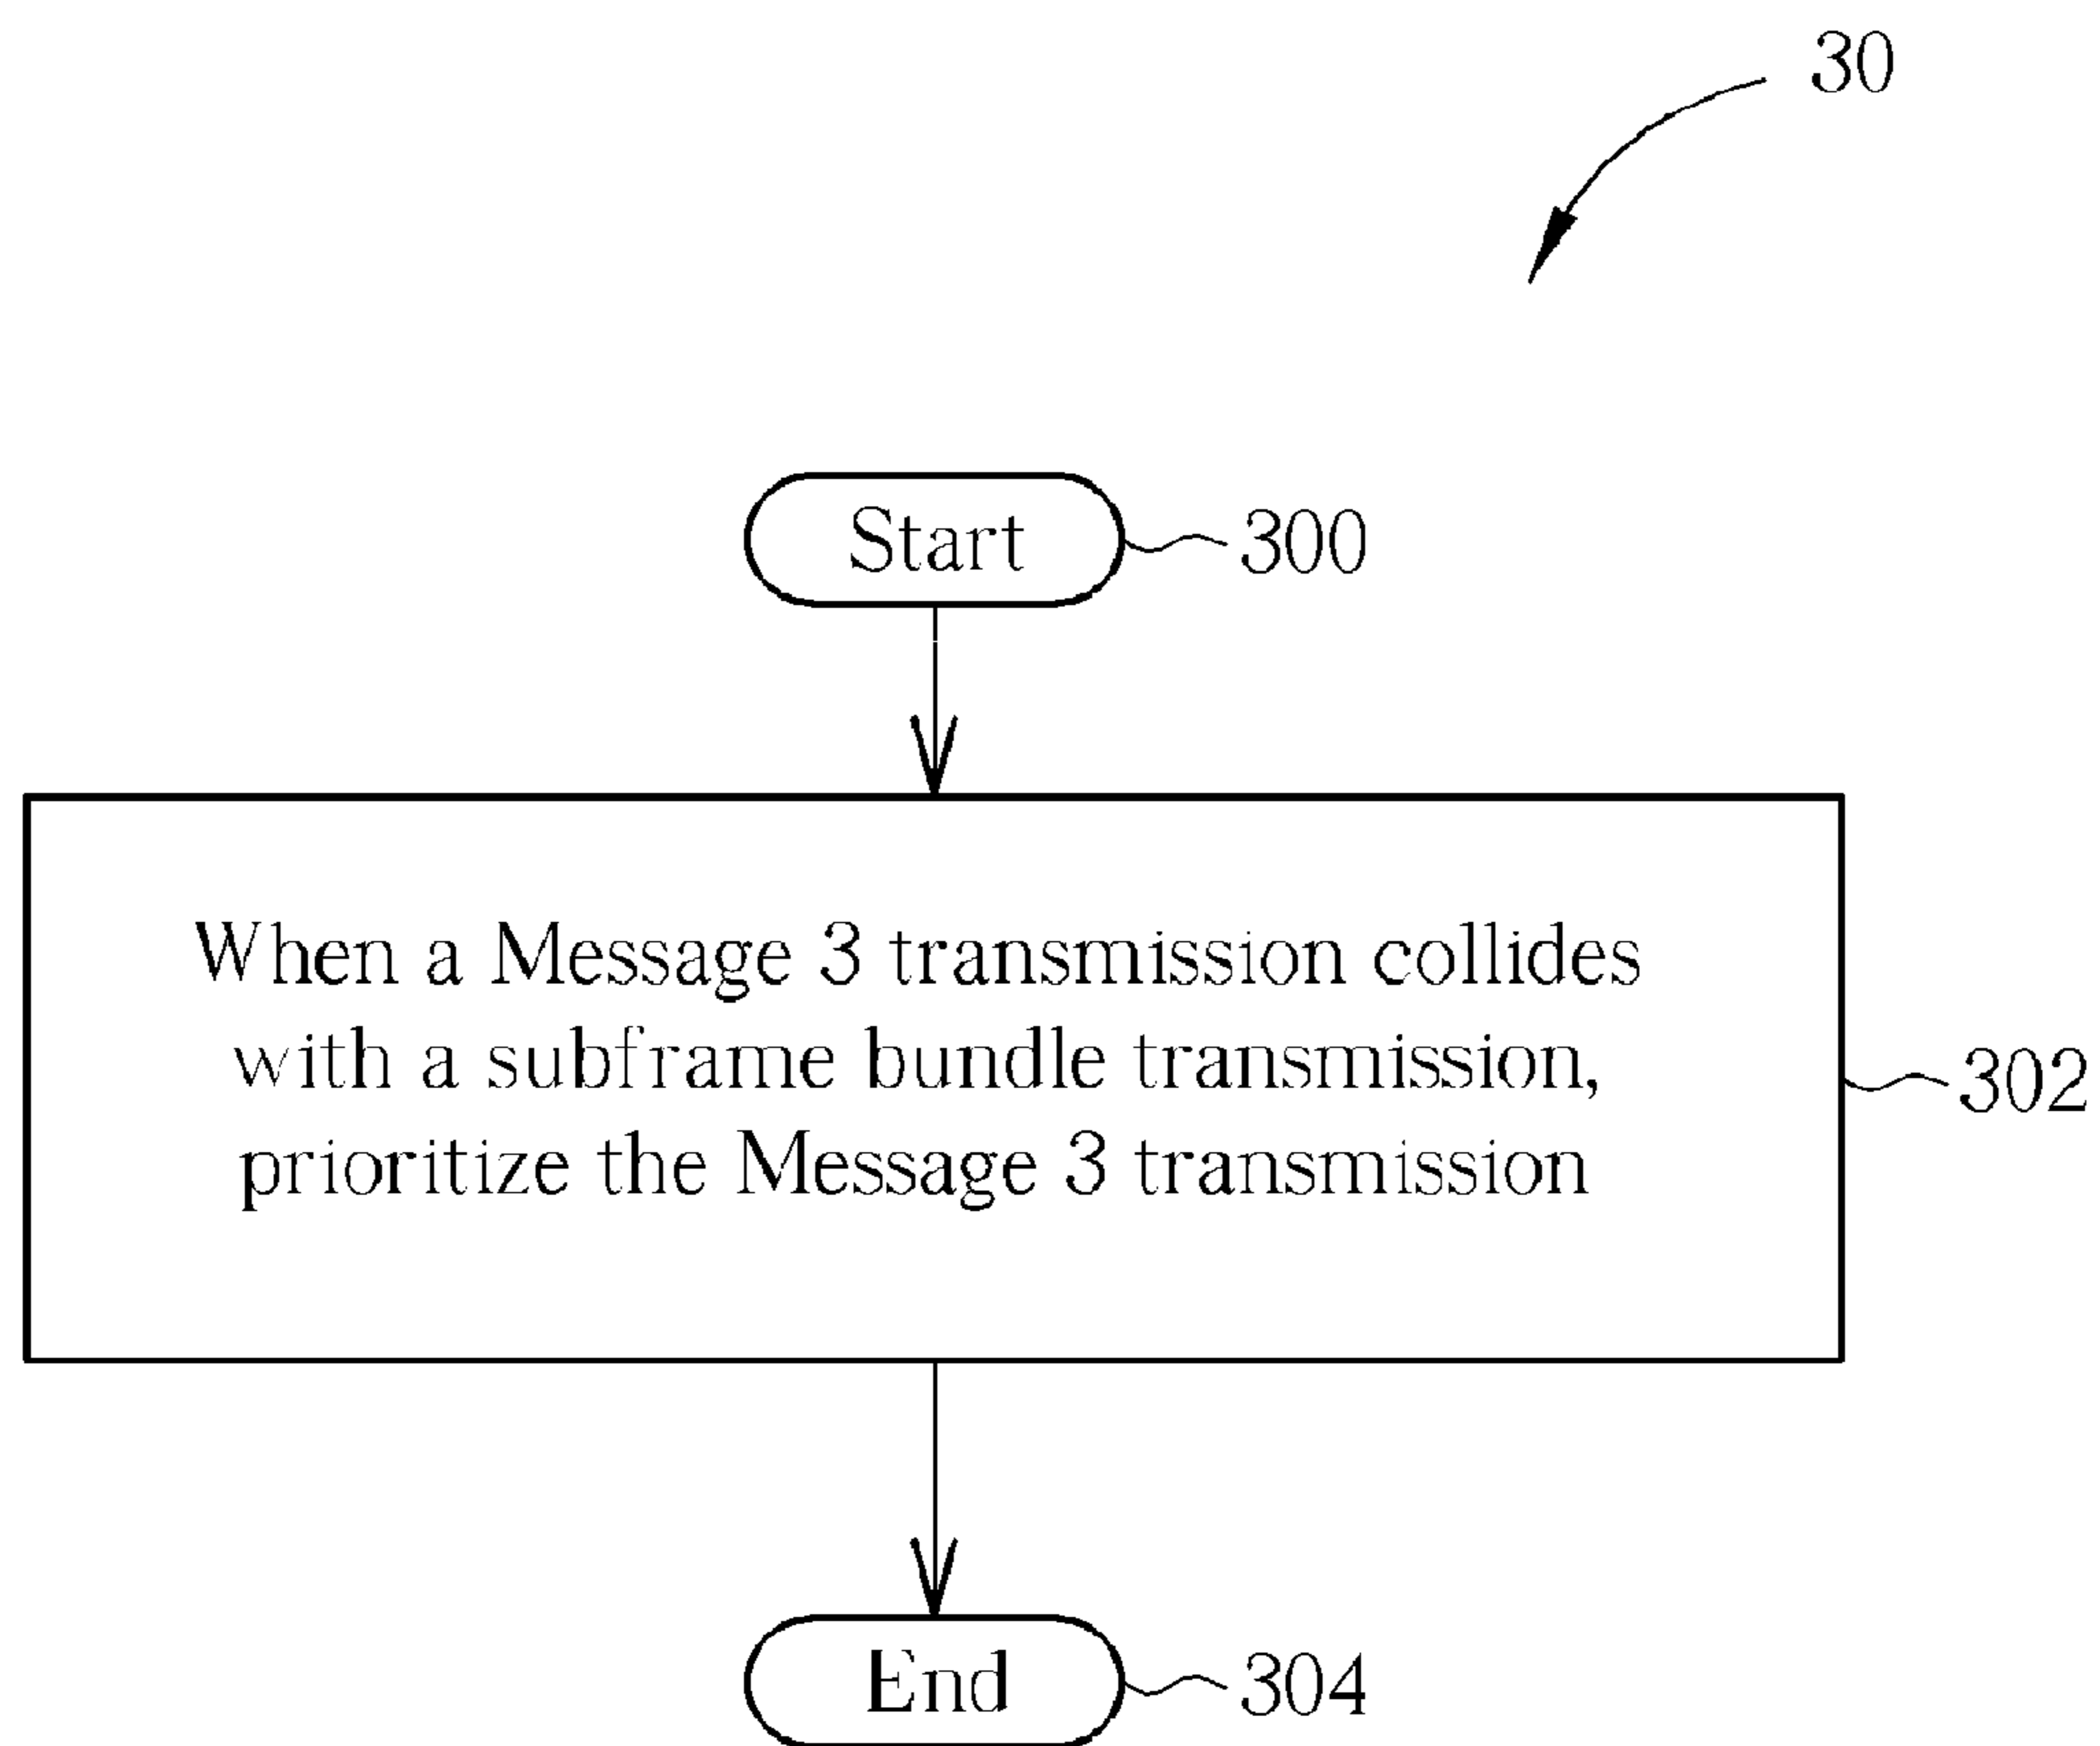 30
Start
300
When a Message 3 transmission collides
with a subframe bundle transmission,
prioritize the Message 3 transmission
302
End
304